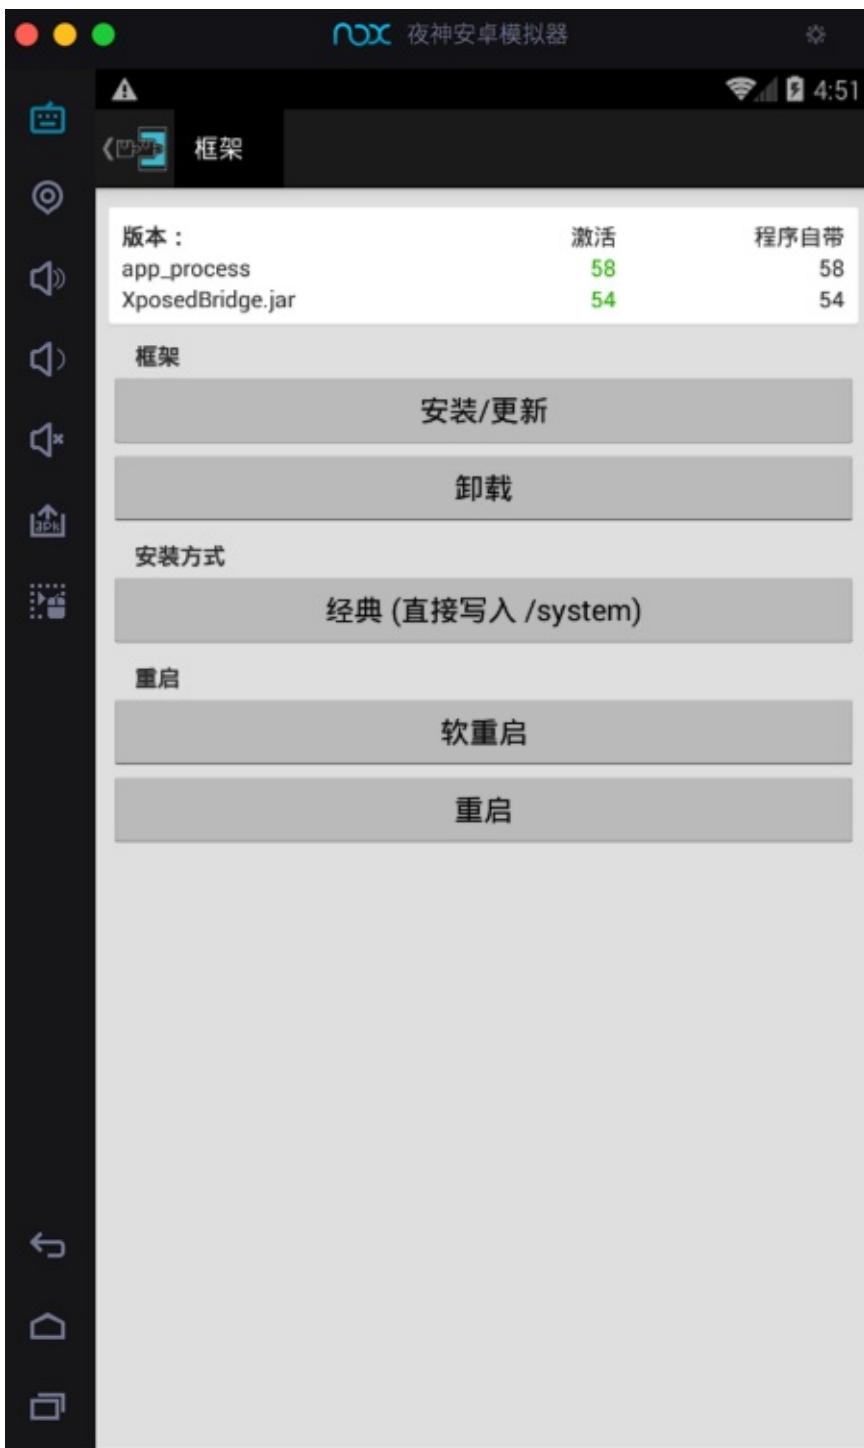 nox 夜神安卓模拟器
4:51
框架
版本： 激活 程序自带
app_process 58 58
XposedBridge.jar 54 54
框架
安装/更新
卸载
安装方式
经典 (直接写入 /system)
重启
软重启
重启
apk